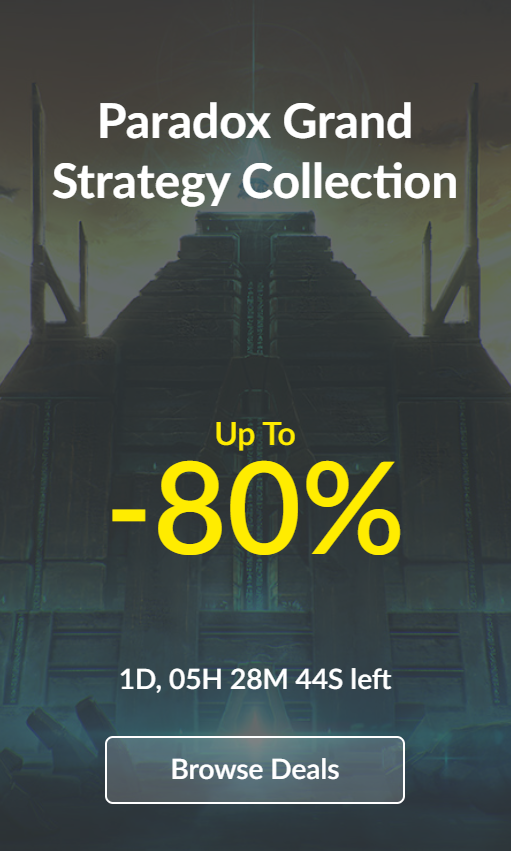 Paradox Grand
Strategy Collection
Up To
-80%
1D, 05H 28M 44S left
Browse Deals